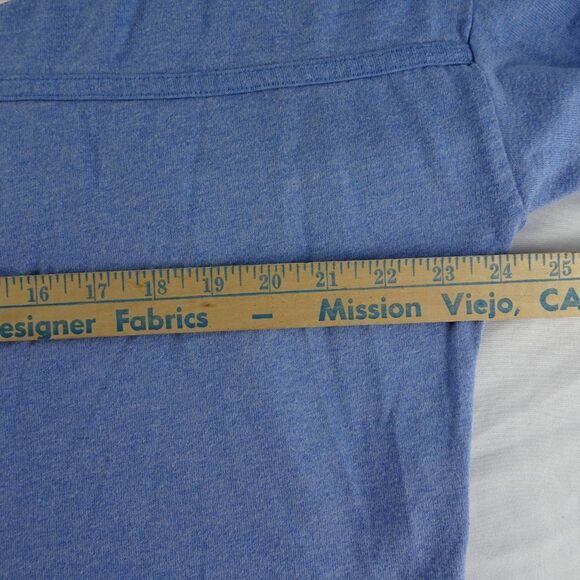 16 17 18 19 20 21 22 23 24 25
esigner Fabrics — Mission Viejo, CA